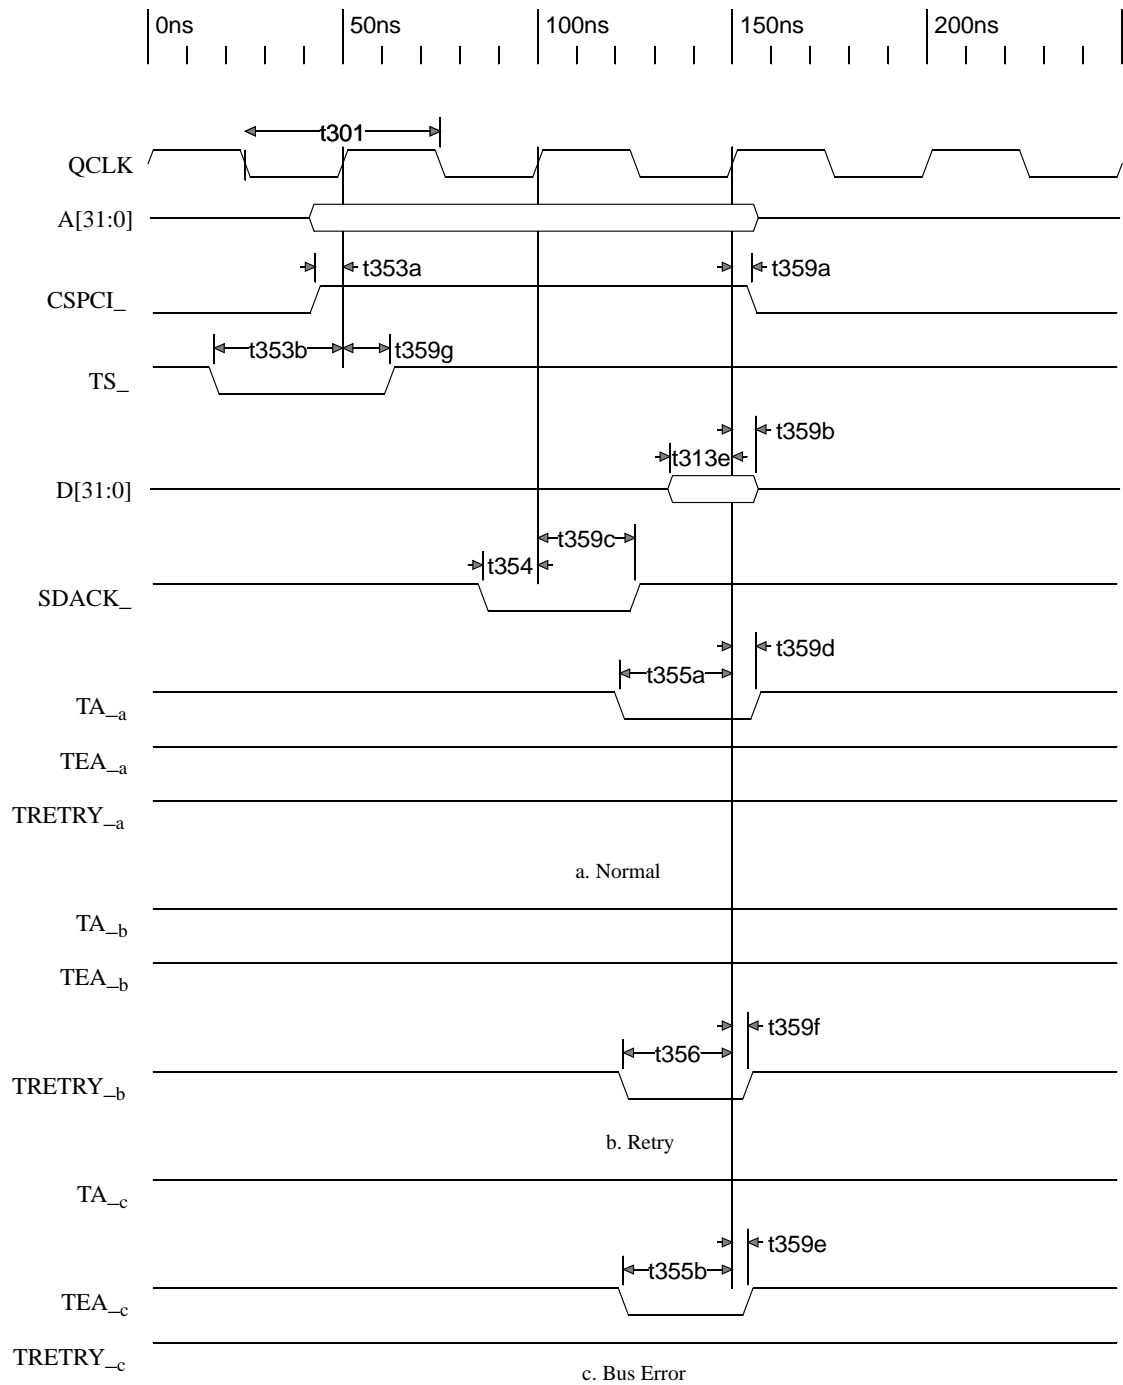 0ns 50ns 100ns 150ns 200ns
t301
QCLK
A[31:0]
t353a t359a
CSPCI_
t353b t359g
TS_
t359b
t313e
D[31:0]
t359c
t354
SDACK_
t359d
t355a
TA_a
TEA_a
TRETRY_a
a. Normal
TA_b
TEA_b
t359f
t356
TRETRY_b
b. Retry
TA_c
t359e
t355b
TEA_c
TRETRY_c
c. Bus Error